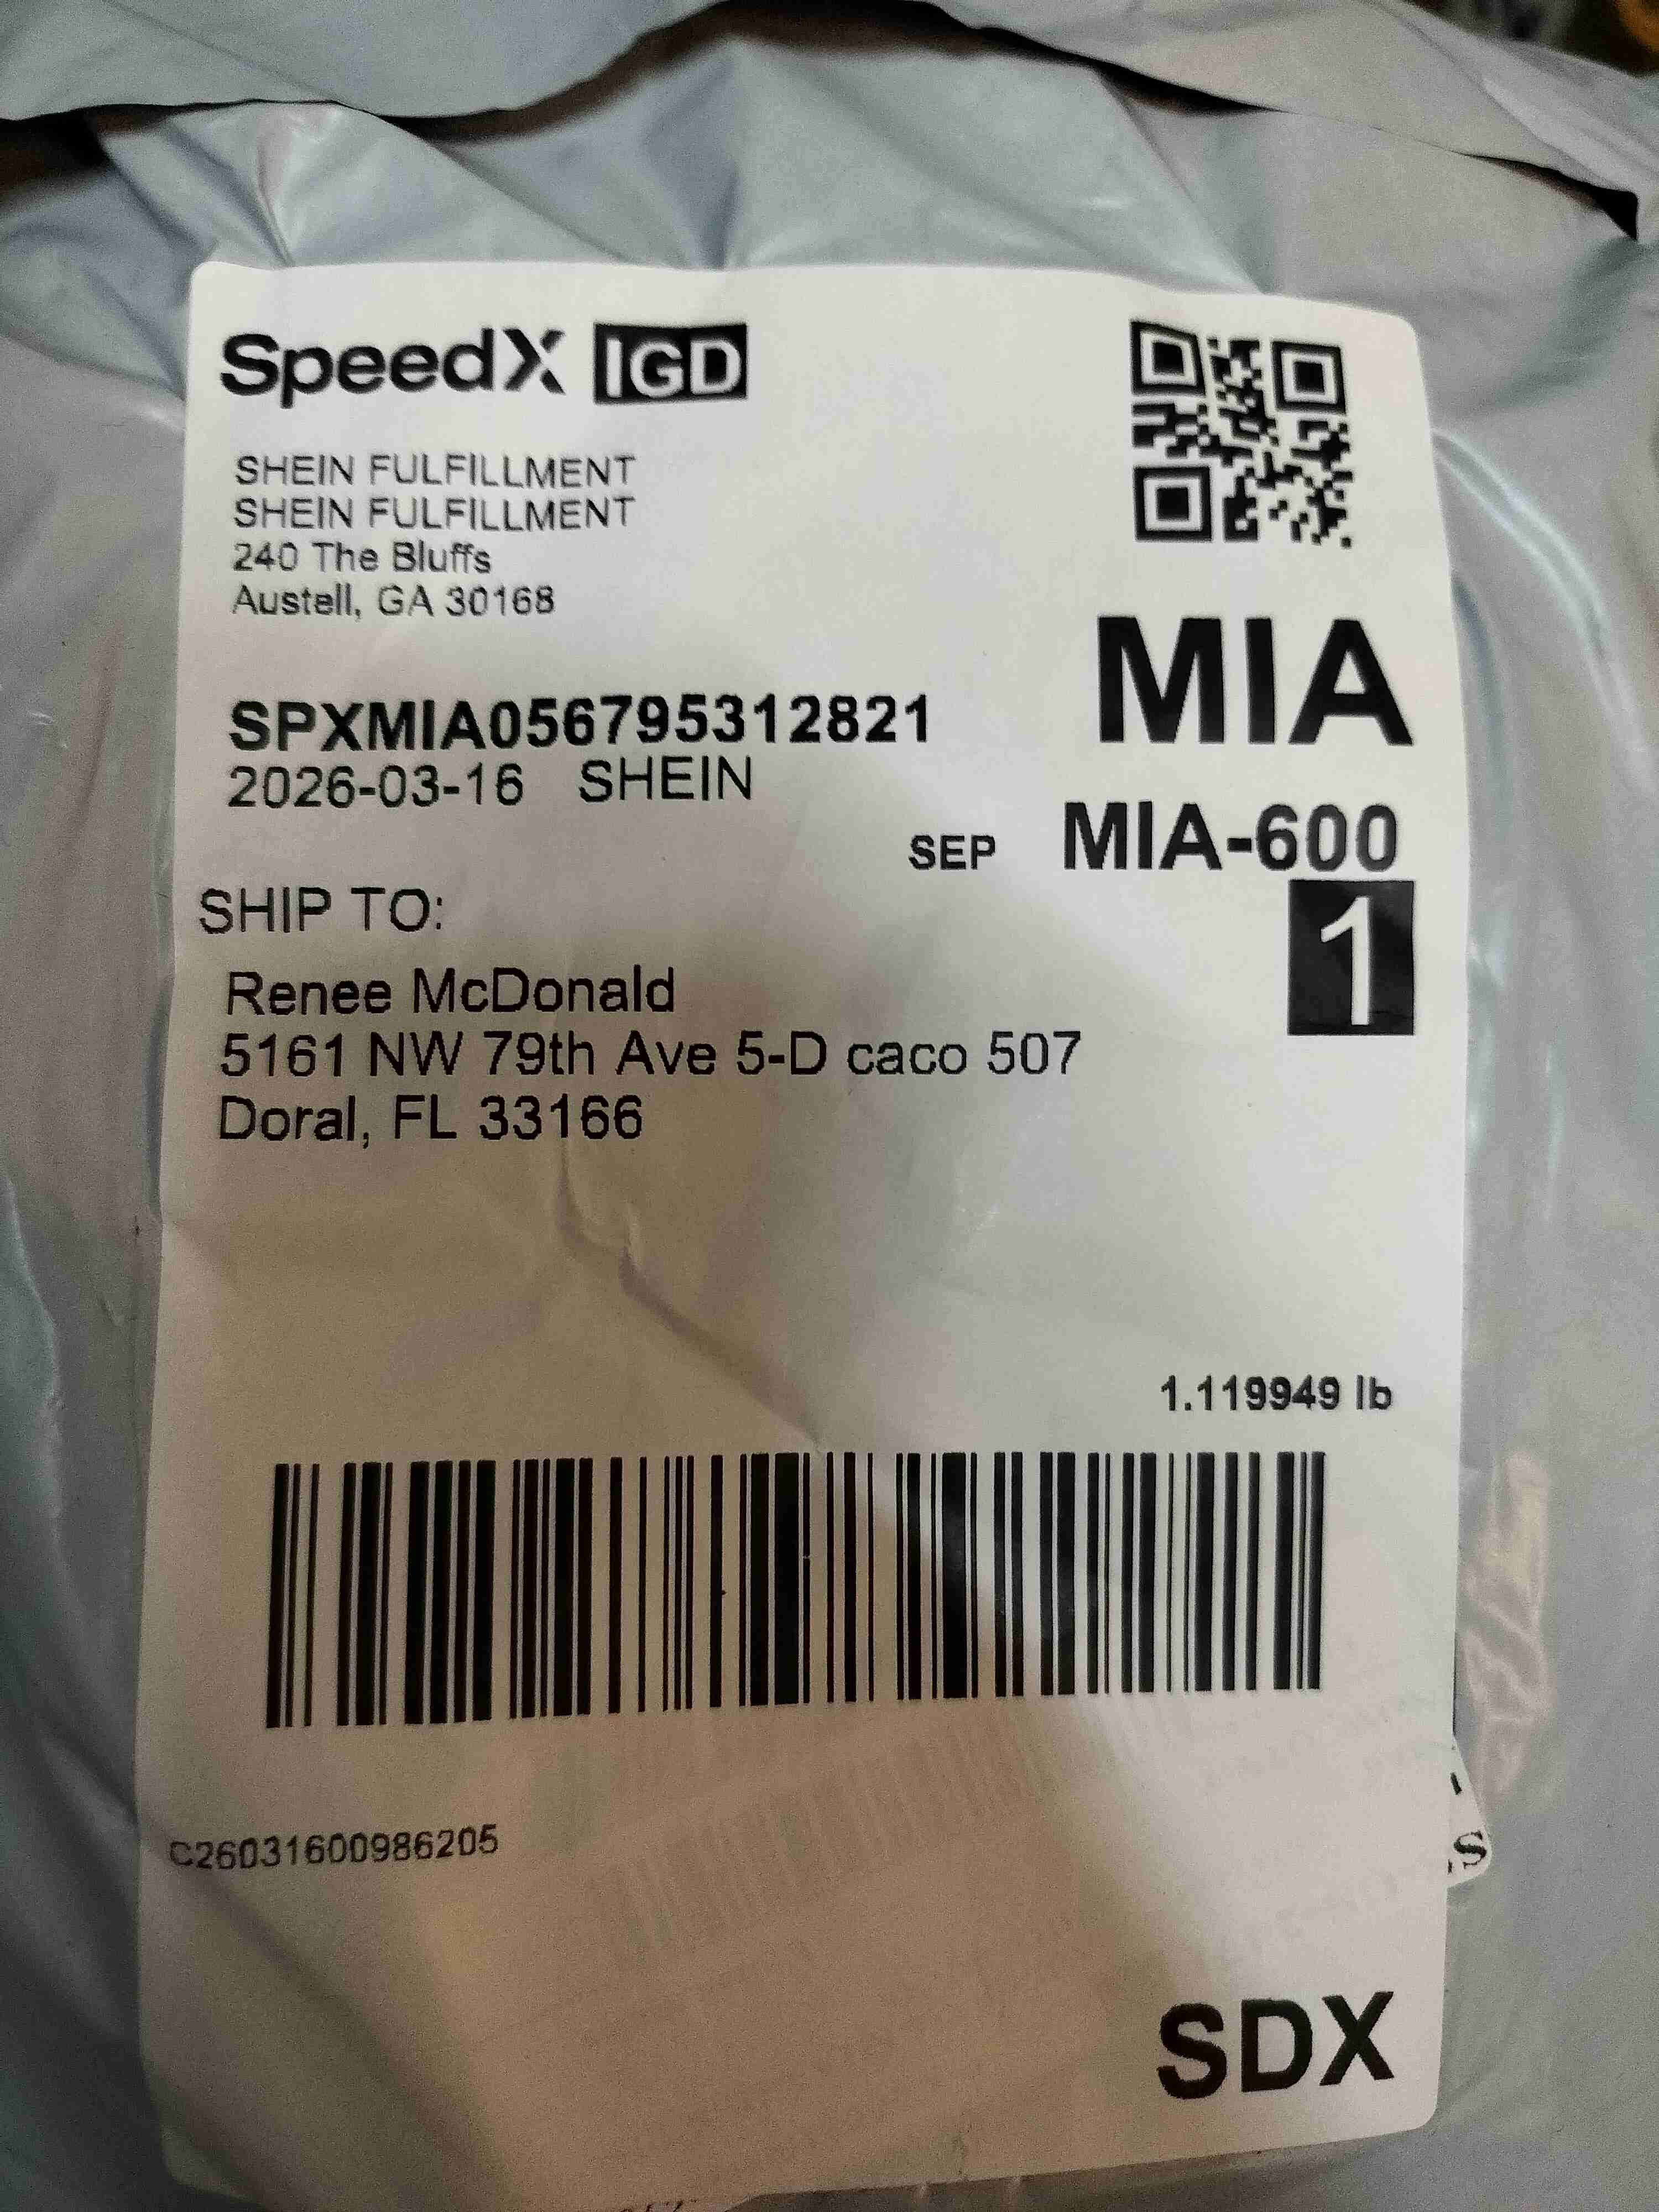 SpeedX IGD
SHEIN FULFILLMENT
SHEIN FULFILLMENT
240 The Bluffs
Austell, GA 30168
MIA
SPXMIA056795312821
2026-03-16 SHEIN
SEP MIA-600
1
SHIP TO:
Renee McDonald
5161 NW 79th Ave 5-D caco 507
Doral, FL 33166
1.119949 lb
C26031600986205
SDX